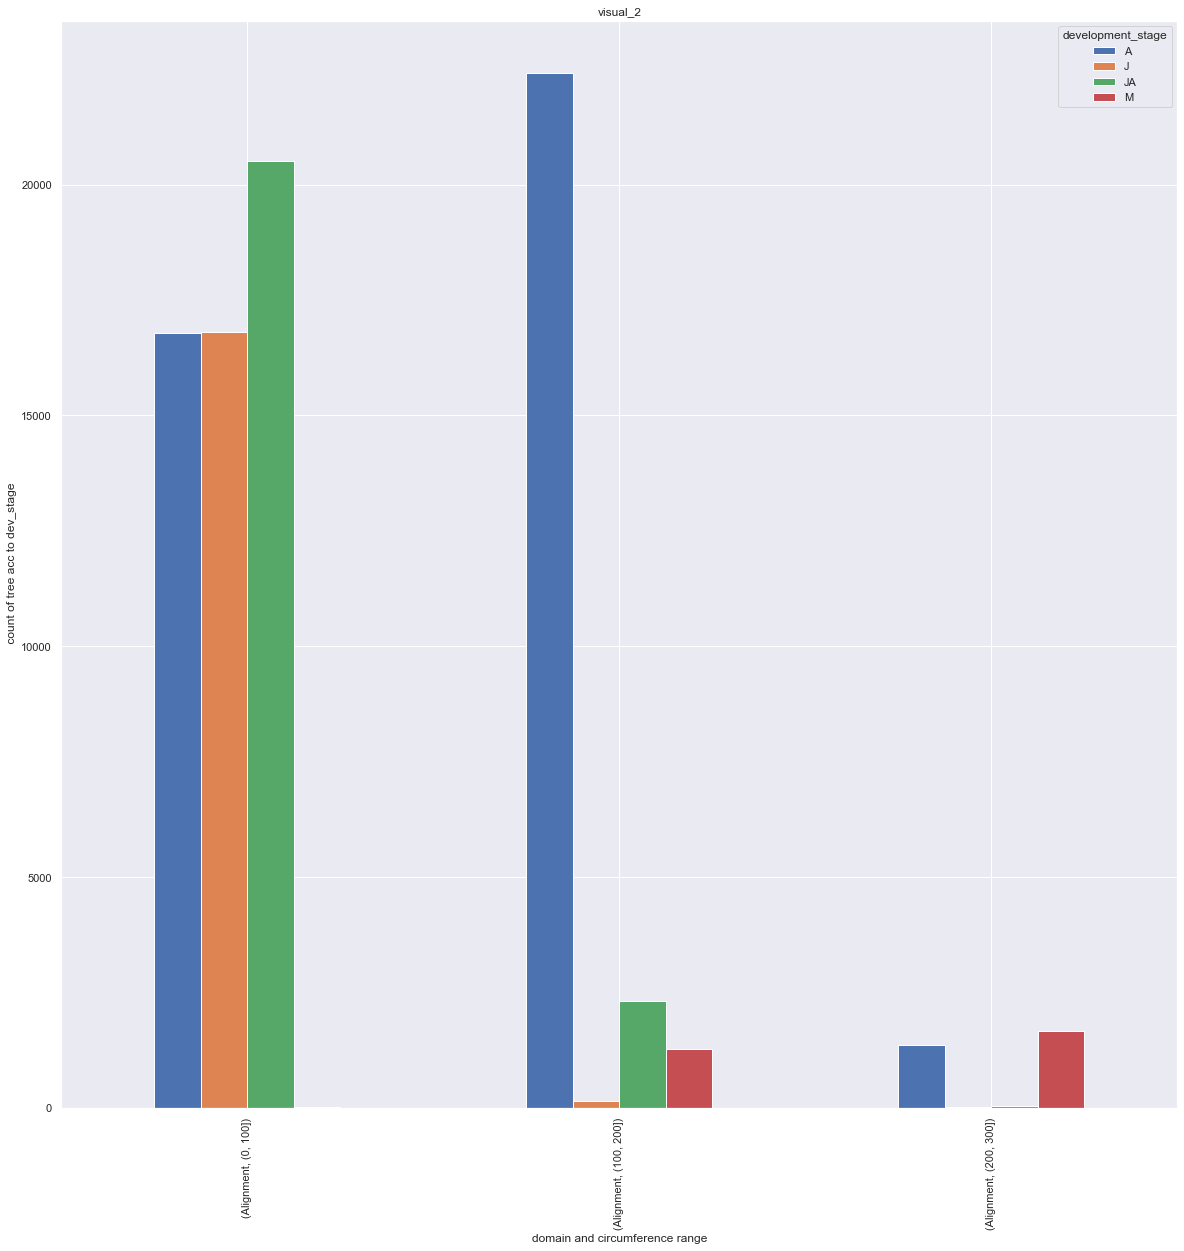 visual_2
development_stage
A
J
JA
M
count of tree acc to dev_stage
20000
15000
10000
5000
0
(Alignment, (0, 100])
(Alignment, (100, 200])
(Alignment, (200, 300])
domain and circumference range